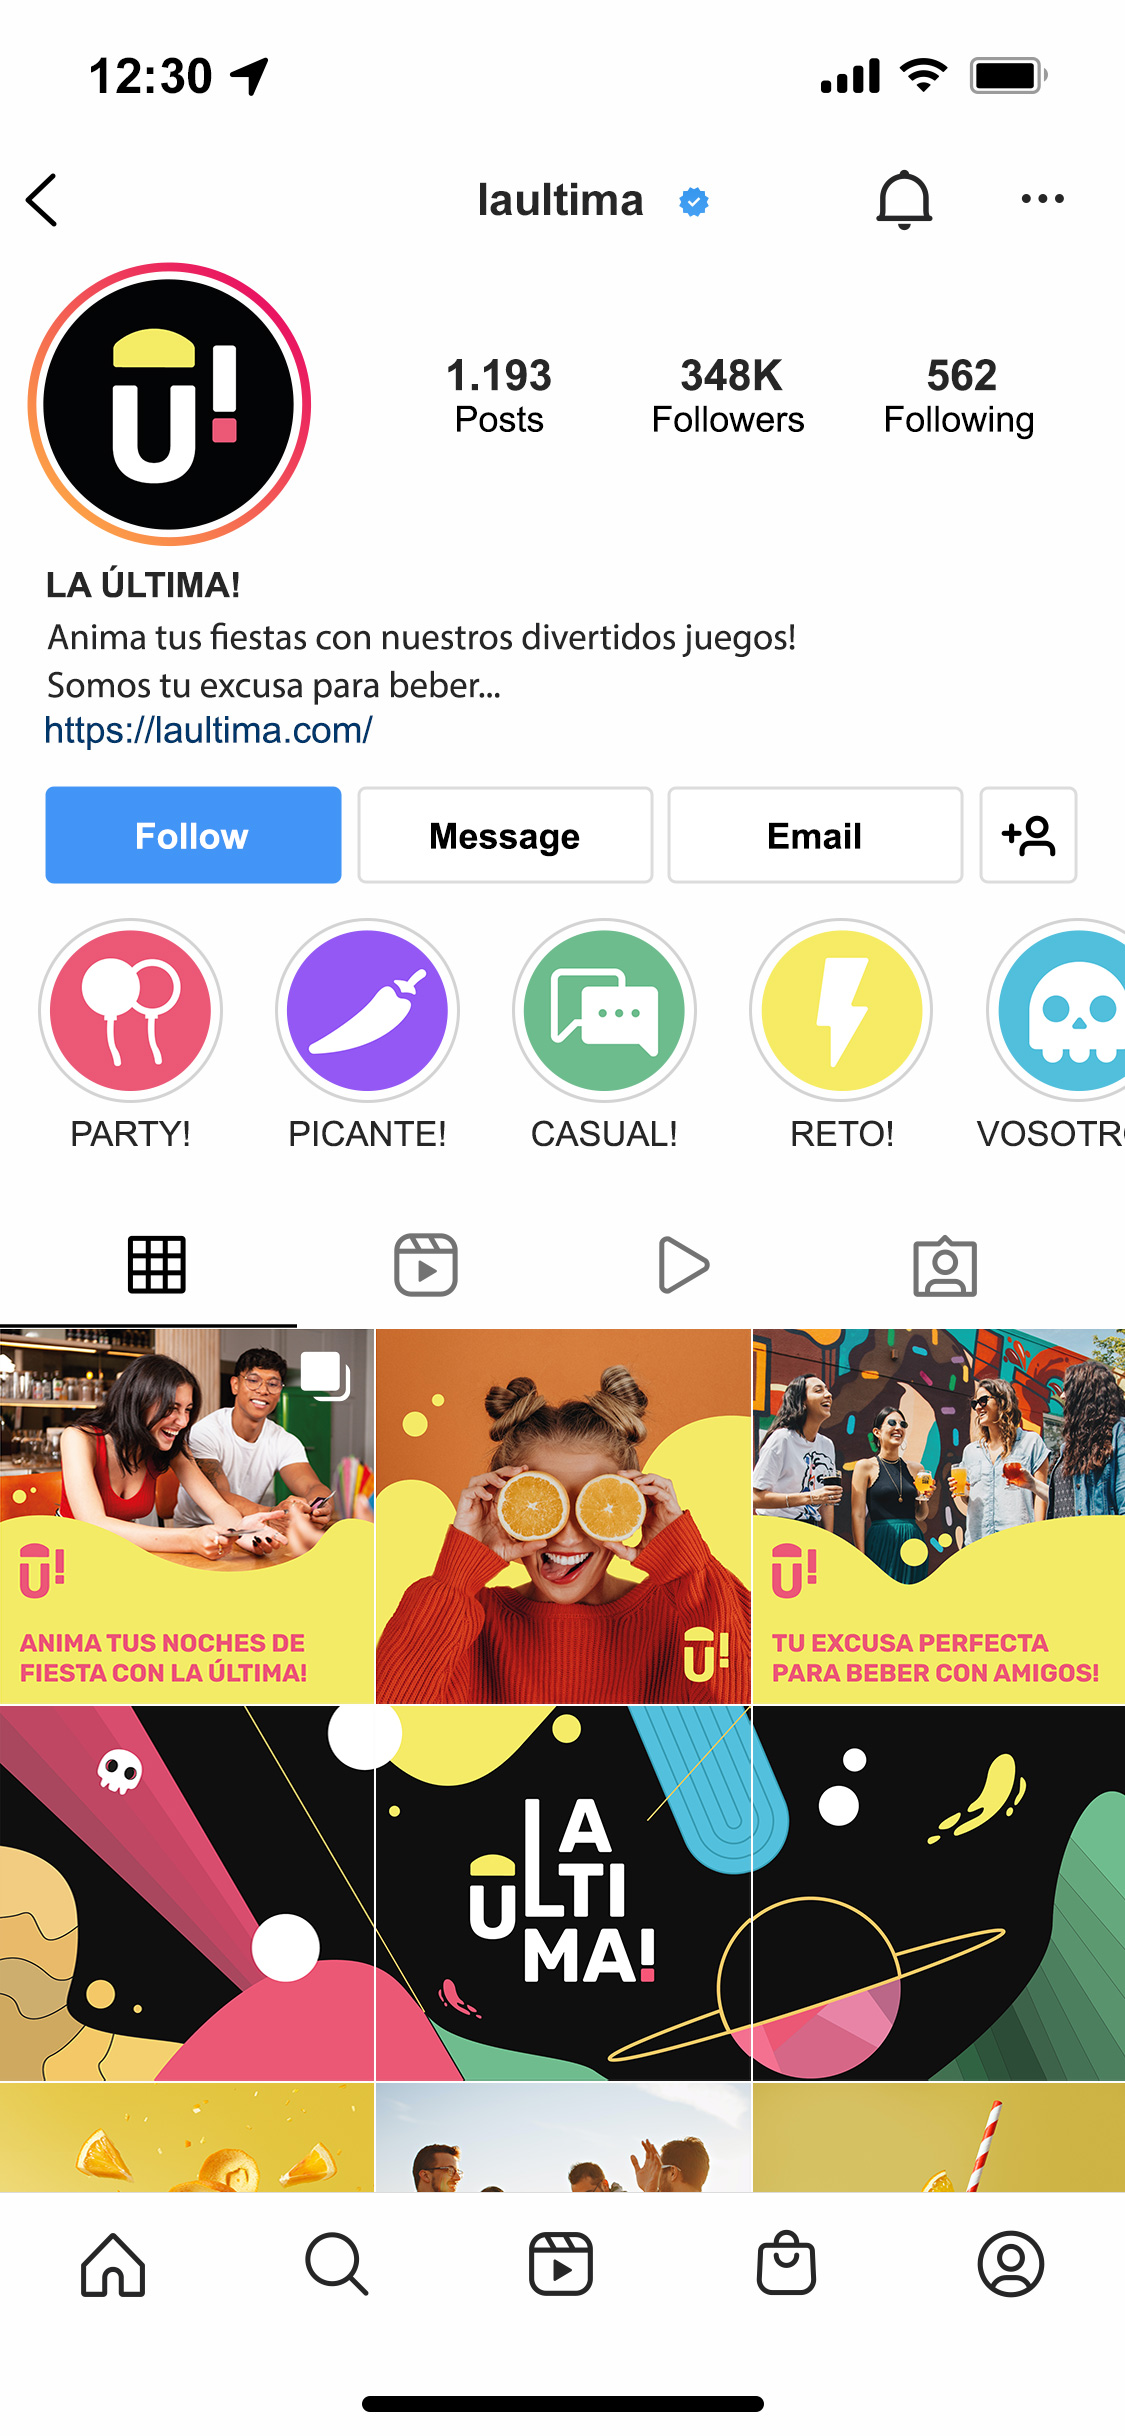 12:30
laultima
1.193 348K 562
Posts Followers Following
U!
LA ÚLTIMA!
Anima tus fiestas con nuestros divertidos juegos!
Somos tu excusa para beber...
https://laultima.com/
Follow Message Email
PARTY! PICANTE! CASUAL! RETO! VOSOTRO
U!
ANIMA TUS NOCHES DE
FIESTA CON LA ÚLTIMA!
U!
U!
TU EXCUSA PERFECTA
PARA BEBER CON AMIGOS!
LA
ÚLTI
MA!